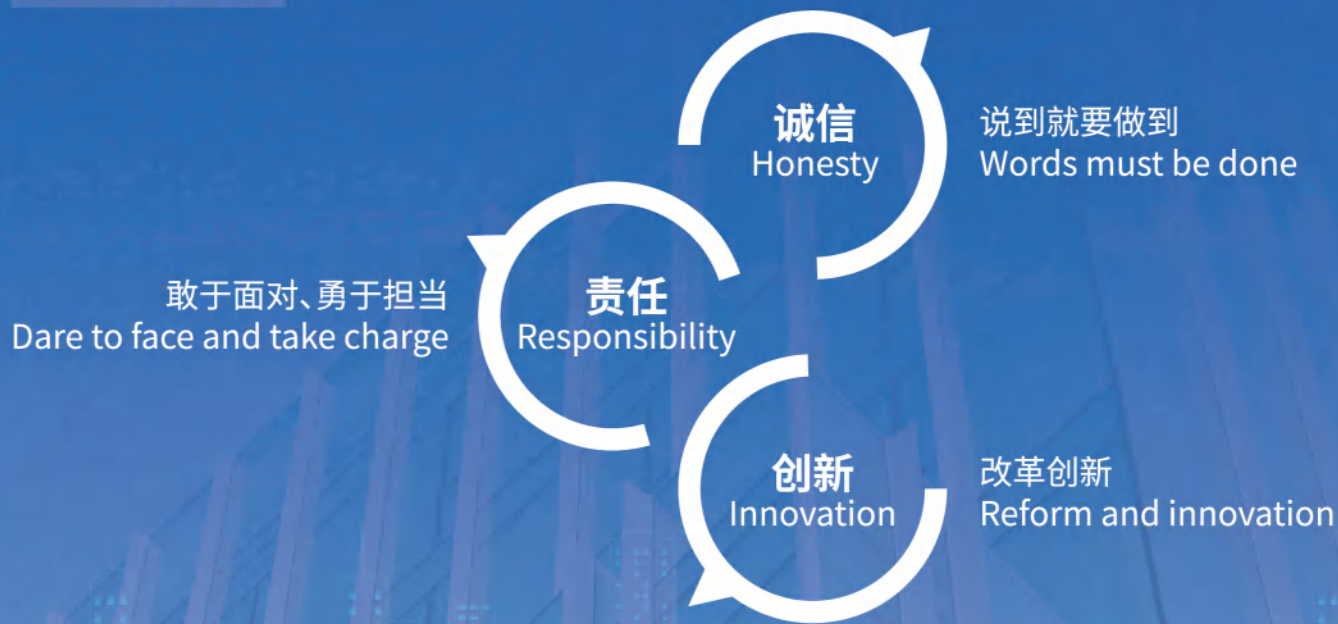 诚信
Honesty
说到就要做到
Words must be done
敢于面对、勇于担当
Dare to face and take charge
责任
Responsibility
创新
Innovation
改革创新
Reform and innovation